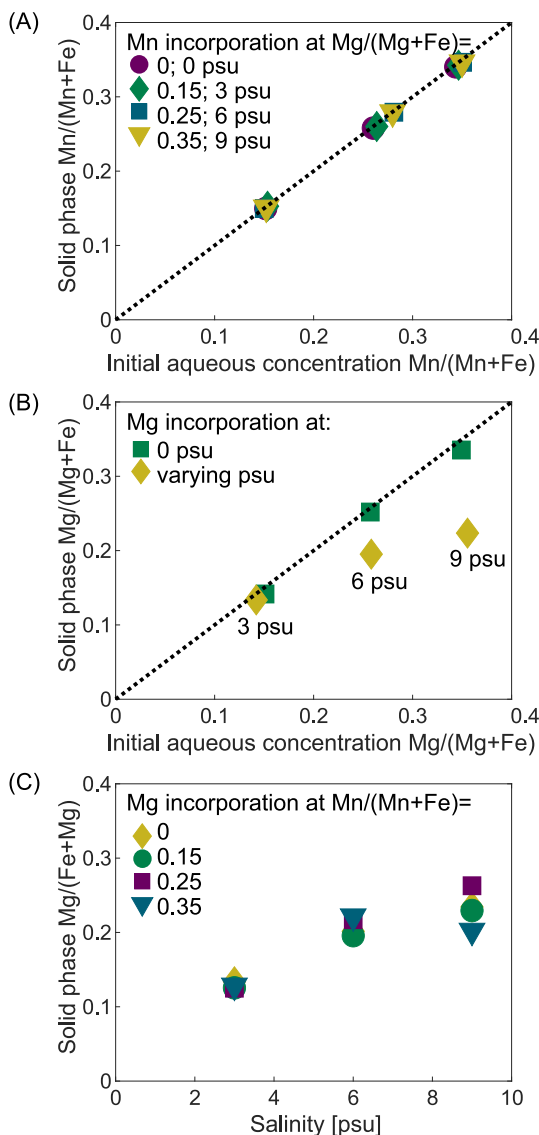 (A)
0.4
Mn incorporation at Mg/(Mg+Fe)=
0; 0 psu
0.15; 3 psu
0.25; 6 psu
0.35; 9 psu
0.3
0.2
0.1
0
Solid phase Mn/(Mn+Fe)
0 0.1 0.2 0.3 0.4
Initial aqueous concentration Mn/(Mn+Fe)
(B)
0.4
Mg incorporation at:
0 psu
varying psu
0.3
0.2
0.1
0
Solid phase Mg/(Mg+Fe)
3 psu
6 psu
9 psu
0 0.1 0.2 0.3 0.4
Initial aqueous concentration Mg/(Mg+Fe)
(C)
0.4
Mg incorporation at Mn/(Mn+Fe)=
0
0.15
0.25
0.35
0.3
0.2
0.1
0
Solid phase Mg/(Fe+Mg)
0 2 4 6 8 10
Salinity [psu]